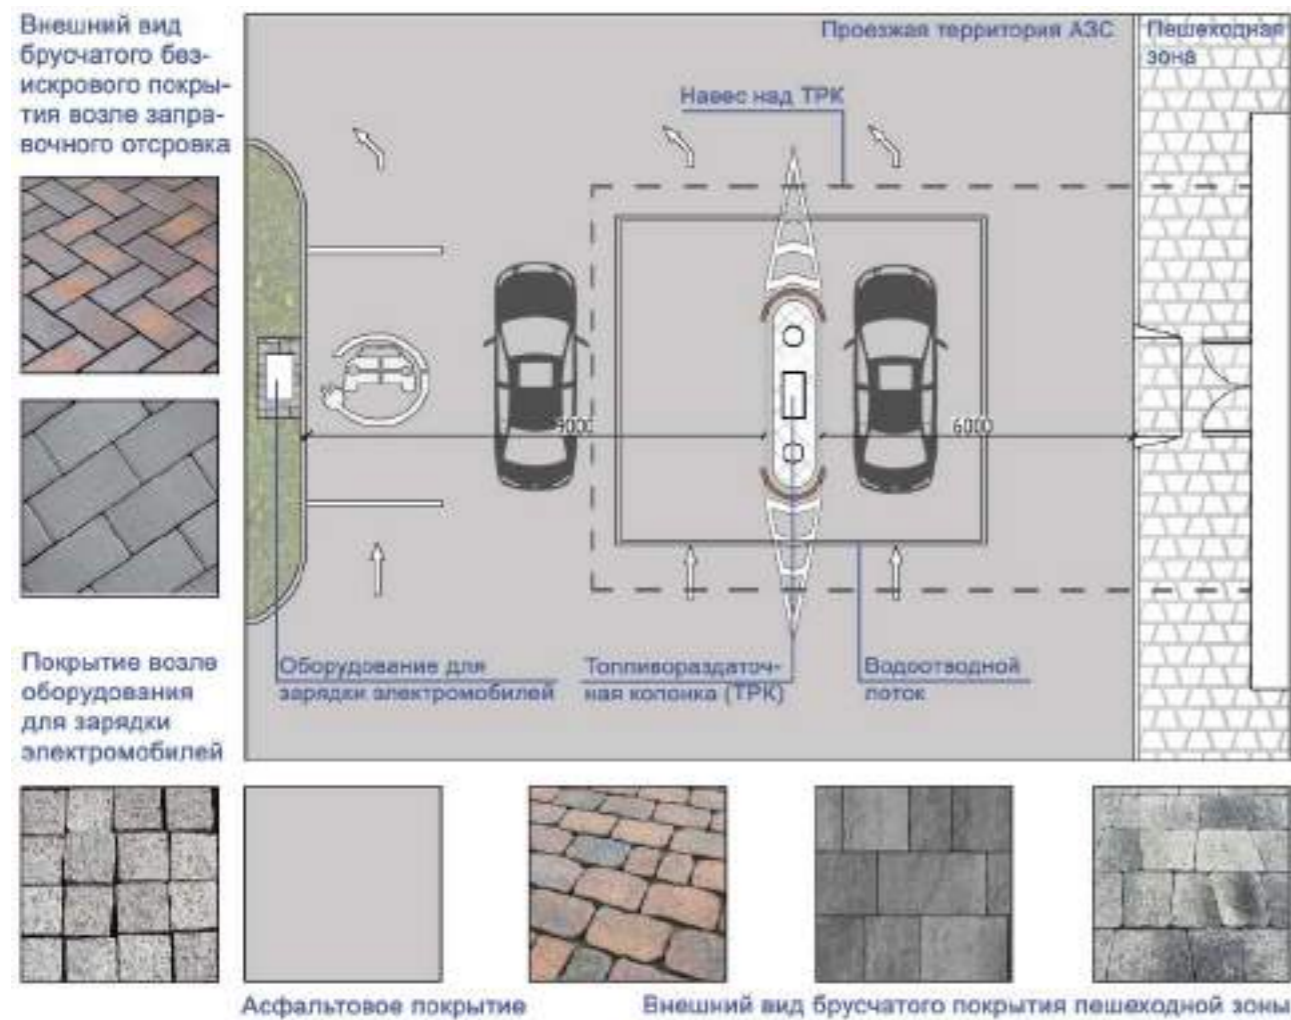 Внешний вид
брусчатого без-
искрового покры-
тия возле запра-
вочного отсровка
Проезжая территория АЗС
Пешеходная
зона
Навес над ТРК
9000
6000
Покрытие возле
оборудования
для зарядки
электромобилей
Оборудование для
зарядки электромобилей
Топливораздаточ-
ная колонка (ТРК)
Водоотводной
лоток
Асфальтовое покрытие
Внешний вид брусчатого покрытия пешеходной зоны